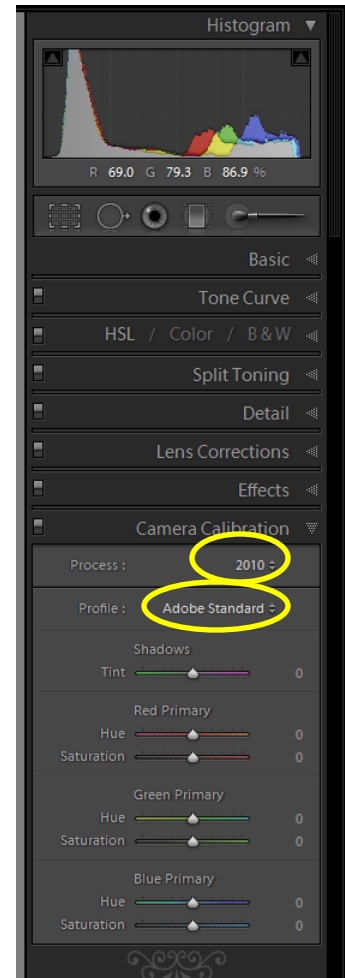 Histogram
R 69.0 G 79.3 B 86.9 %
Basic
Tone Curve
HSL / Color / B & W
Split Toning
Detail
Lens Corrections
Effects
Camera Calibration
Process : 2010
Profile : Adobe Standard
Shadows
Tint 0
Red Primary
Hue 0
Saturation 0
Green Primary
Hue 0
Saturation 0
Blue Primary
Hue 0
Saturation 0